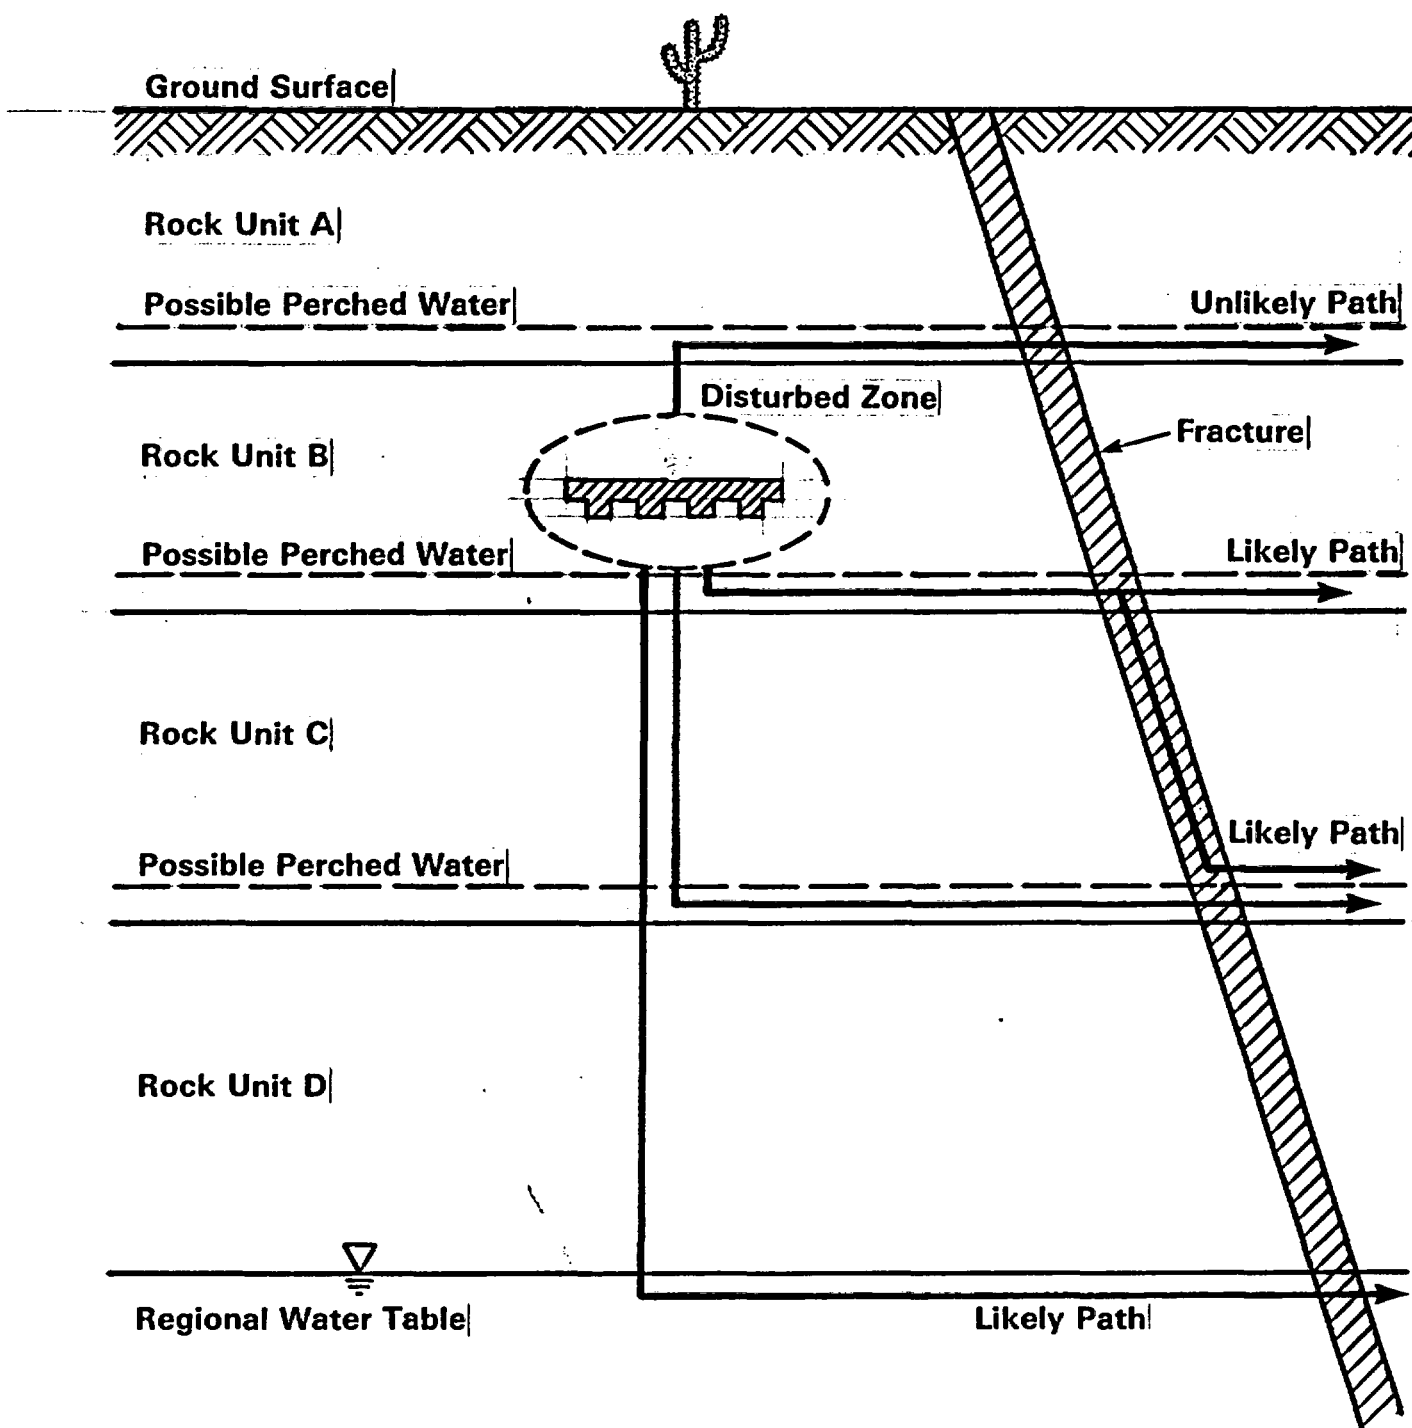 Ground Surface
Rock Unit A
Possible Perched Water
Unlikely Path
Disturbed Zone
Fracture
Rock Unit B
Possible Perched Water
Likely Path
Rock Unit C
Likely Path
Possible Perched Water
Rock Unit D
Regional Water Table
Likely Path